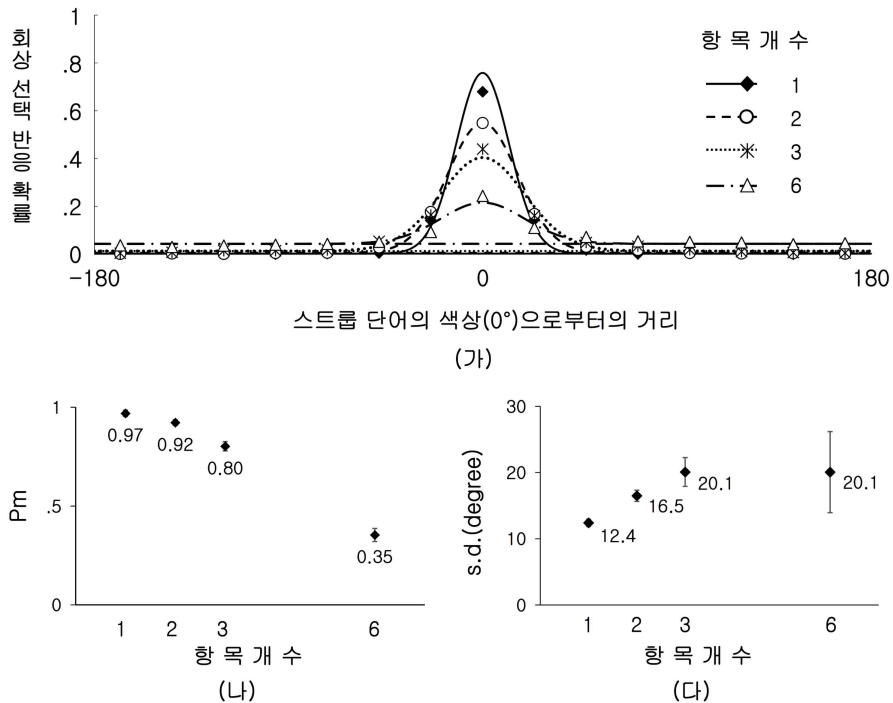 회상 선택 반응 확률
1
.8
.6
.4
.2
0
-180
0
180
스트룹 단어의 색상(0°)으로부터의 거리
(가)
항목개수
1
2
3
6
Pm
1
.5
0
0.97
0.92
0.80
0.35
1 2 3 6
항목개수
(나)
s.d.(degree)
30
20
10
0
12.4
16.5
20.1
20.1
1 2 3 6
항목개수
(다)